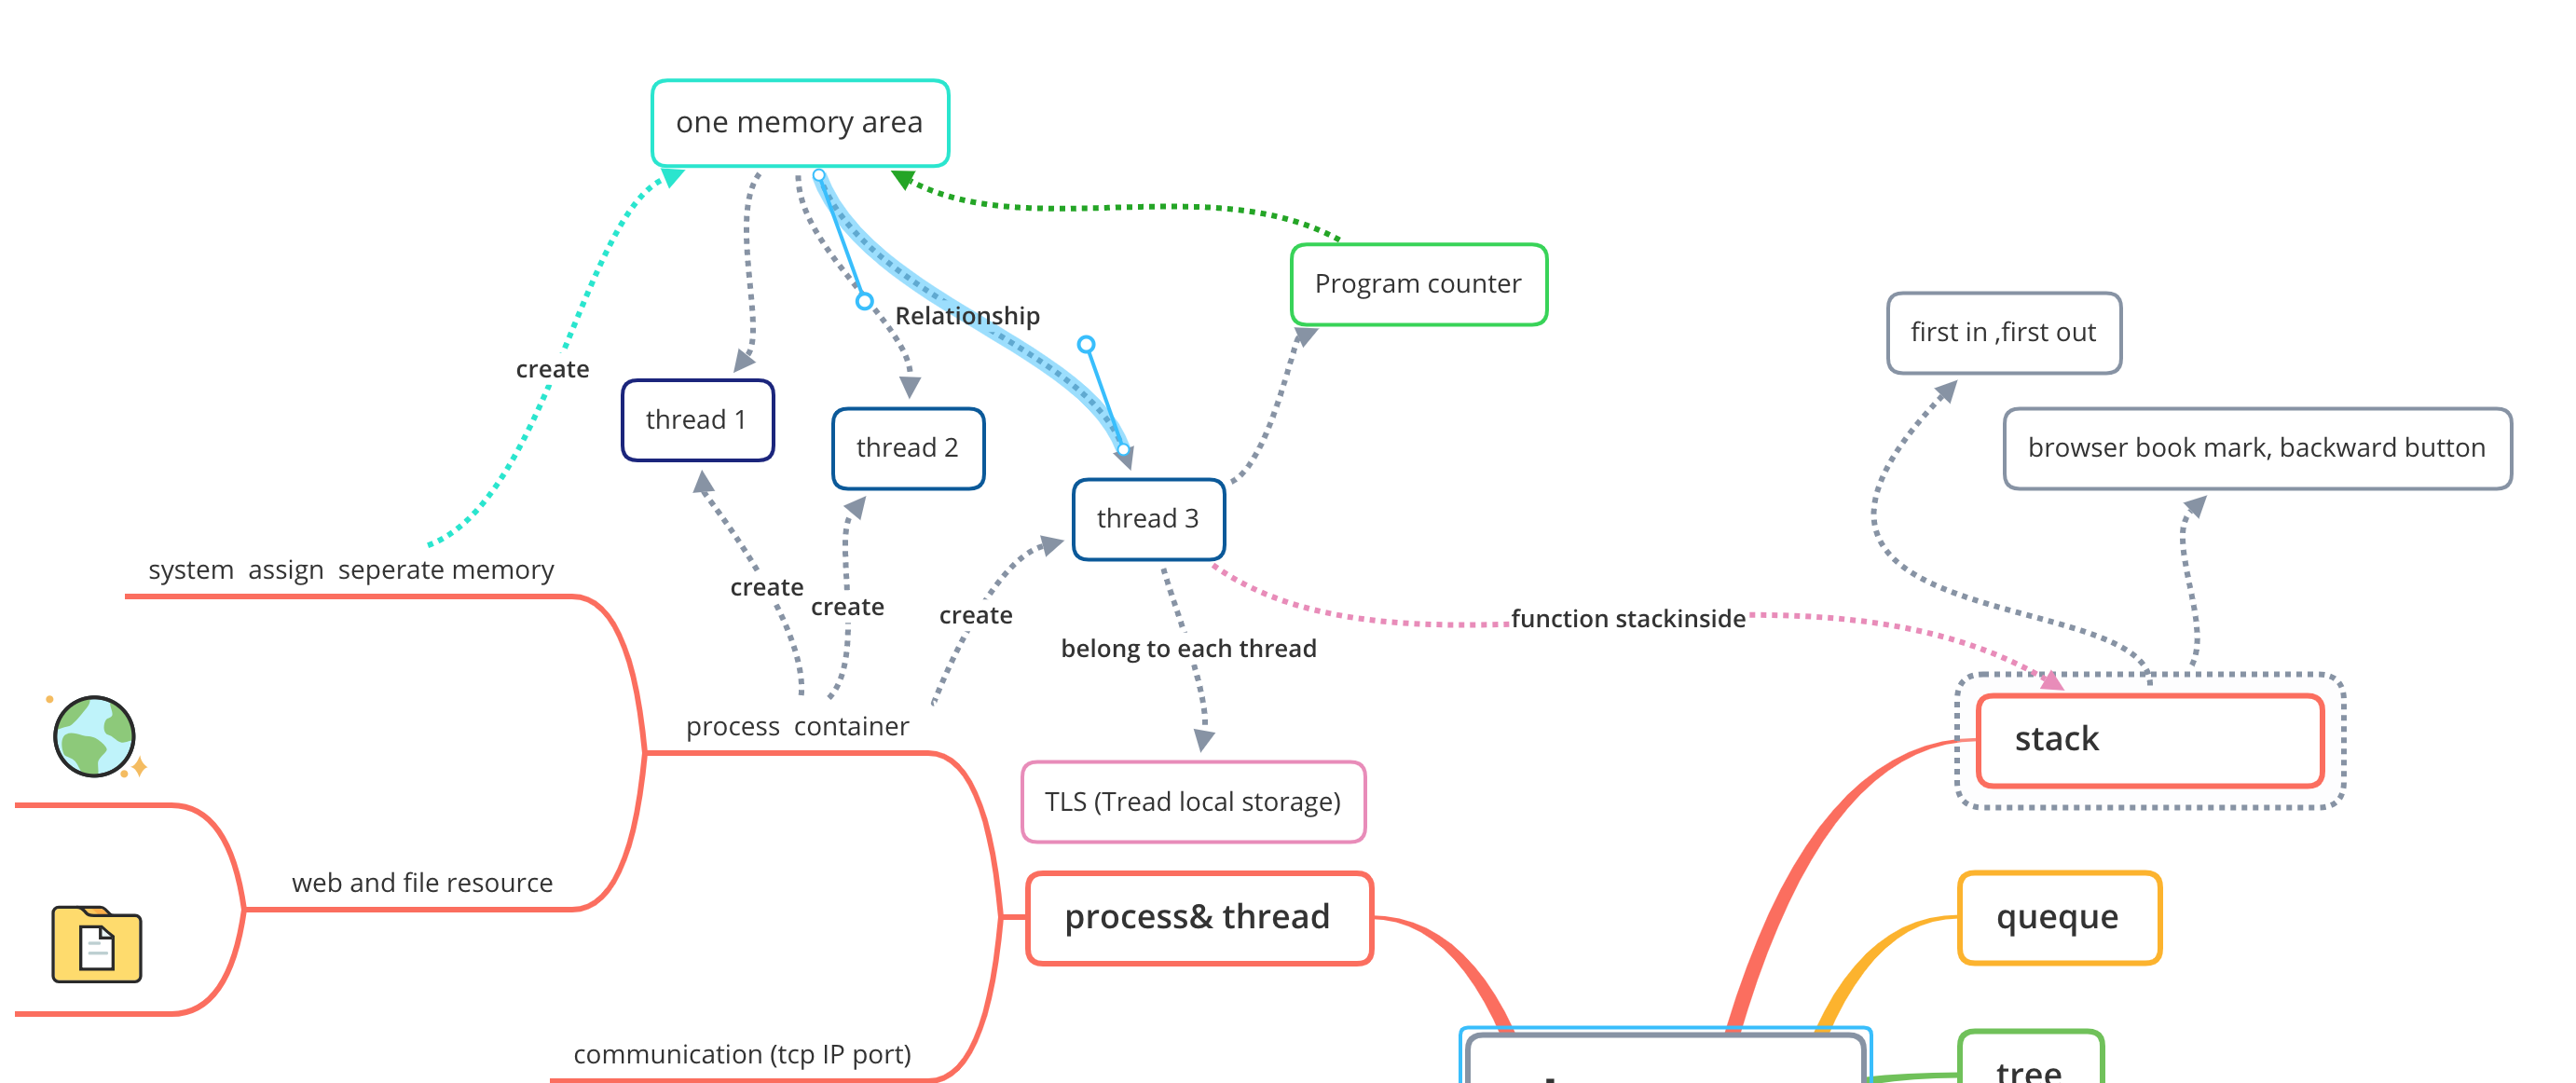 one memory area
Program counter
Relationship
first in ,first out
create
thread 1
thread 2
browser book mark, backward button
thread 3
system  assign  seperate memory
create
create
create
function stackinside
belong to each thread
process  container
stack
TLS (Tread local storage)
web and file resource
process& thread
queque
communication (tcp IP port)
tree